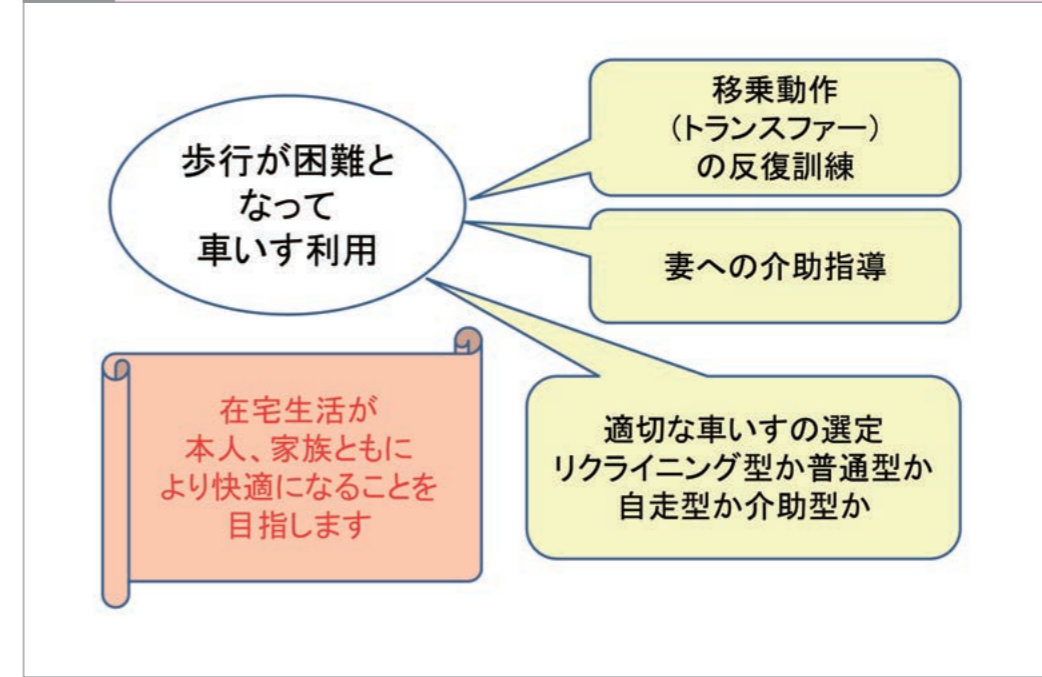 歩行が困難と
なって
車いす利用
移乗動作
(トランスファー)
の反復訓練
妻への介助指導
適切な車いすの選定
リクライニング型か普通型か
自走型か介助型か
在宅生活が
本人、家族ともに
より快適になることを
目指します